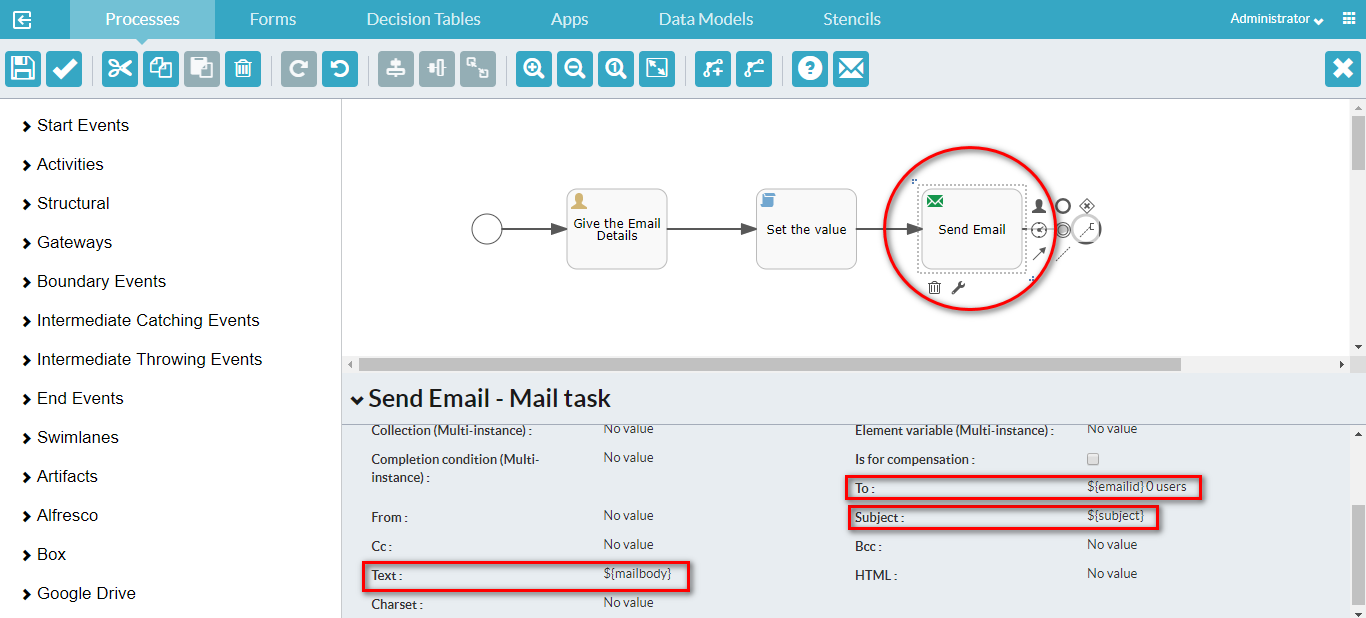 Processes Forms Decision Tables Apps Data Models Stencils Administrator
Start Events
Activities
Structural
Gateways
Boundary Events
Intermediate Catching Events
Intermediate Throwing Events
End Events
Swimlanes
Artifacts
Alfresco
Box
Google Drive
Give the Email
Details
Set the value
Send Email
Send Email - Mail task
Collection (Multi-instance) : No value
Element variable (Multi-instance) : No value
Completion condition (Multi-
instance) : No value
Is for compensation :
To : ${emailid} 0 users
From : No value
Subject : ${subject}
Cc : No value
Bcc : No value
Text : ${mailbody}
HTML : No value
Charset : No value